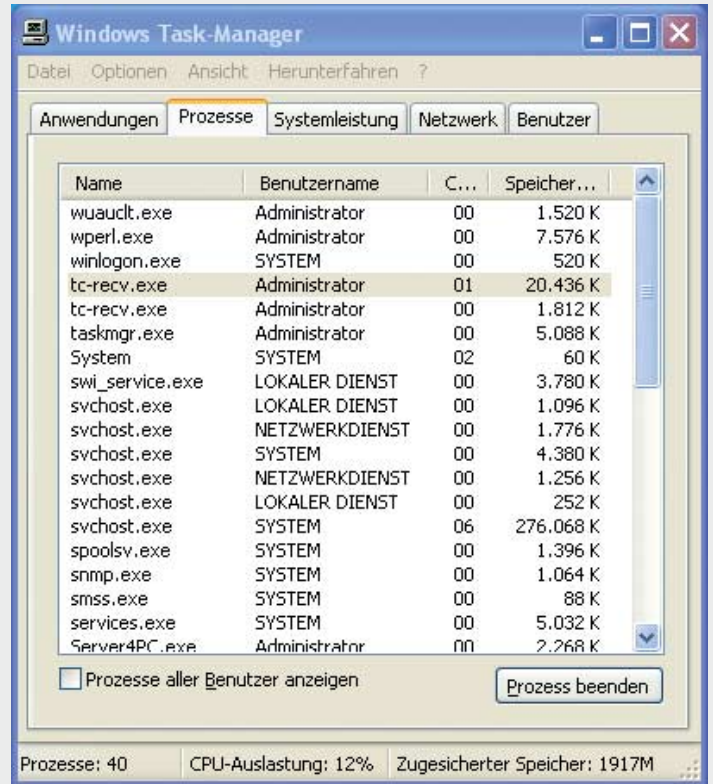 Windows Task-Manager
Datei Optionen Ansicht Herunterfahren ?
Anwendungen Prozesse Systemleistung Netzwerk Benutzer
Name Benutzername C... Speicher...
wuauclt.exe Administrator 00 1.520 K
wperl.exe Administrator 00 7.576 K
winlogon.exe SYSTEM 00 520 K
tc-recv.exe Administrator 01 20.436 K
tc-recv.exe Administrator 00 1.812 K
taskmgr.exe Administrator 00 5.088 K
System SYSTEM 02 60 K
swi_service.exe LOKALER DIENST 00 3.780 K
svchost.exe LOKALER DIENST 00 1.096 K
svchost.exe NETZWERKDIENST 00 1.776 K
svchost.exe SYSTEM 00 4.380 K
svchost.exe NETZWERKDIENST 00 1.256 K
svchost.exe LOKALER DIENST 00 252 K
svchost.exe SYSTEM 06 276.068 K
spoolsv.exe SYSTEM 00 1.396 K
snmp.exe SYSTEM 00 1.064 K
smss.exe SYSTEM 00 88 K
services.exe SYSTEM 00 5.032 K
Server4PC.exe Administrator 00 2.268 K
Prozesse aller Benutzer anzeigen
Prozess beenden
Prozesse: 40 CPU-Auslastung: 12% Zugesicherter Speicher: 1917M